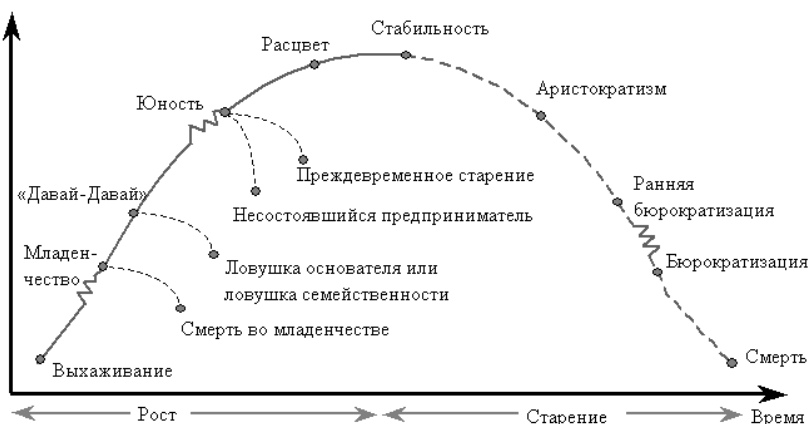 Стабильность
Расцвет
Аристократизм
Юность
Преждевременное старение
Ранняя
бюрократизация
«Давай-Давай»
Несостоявшийся предприниматель
Младен-
чество
Ловушка основателя или
ловушка семейственности
Бюрократизация
Смерть во младенчестве
Выхаживание
Смерть
Рост
Старение
Время